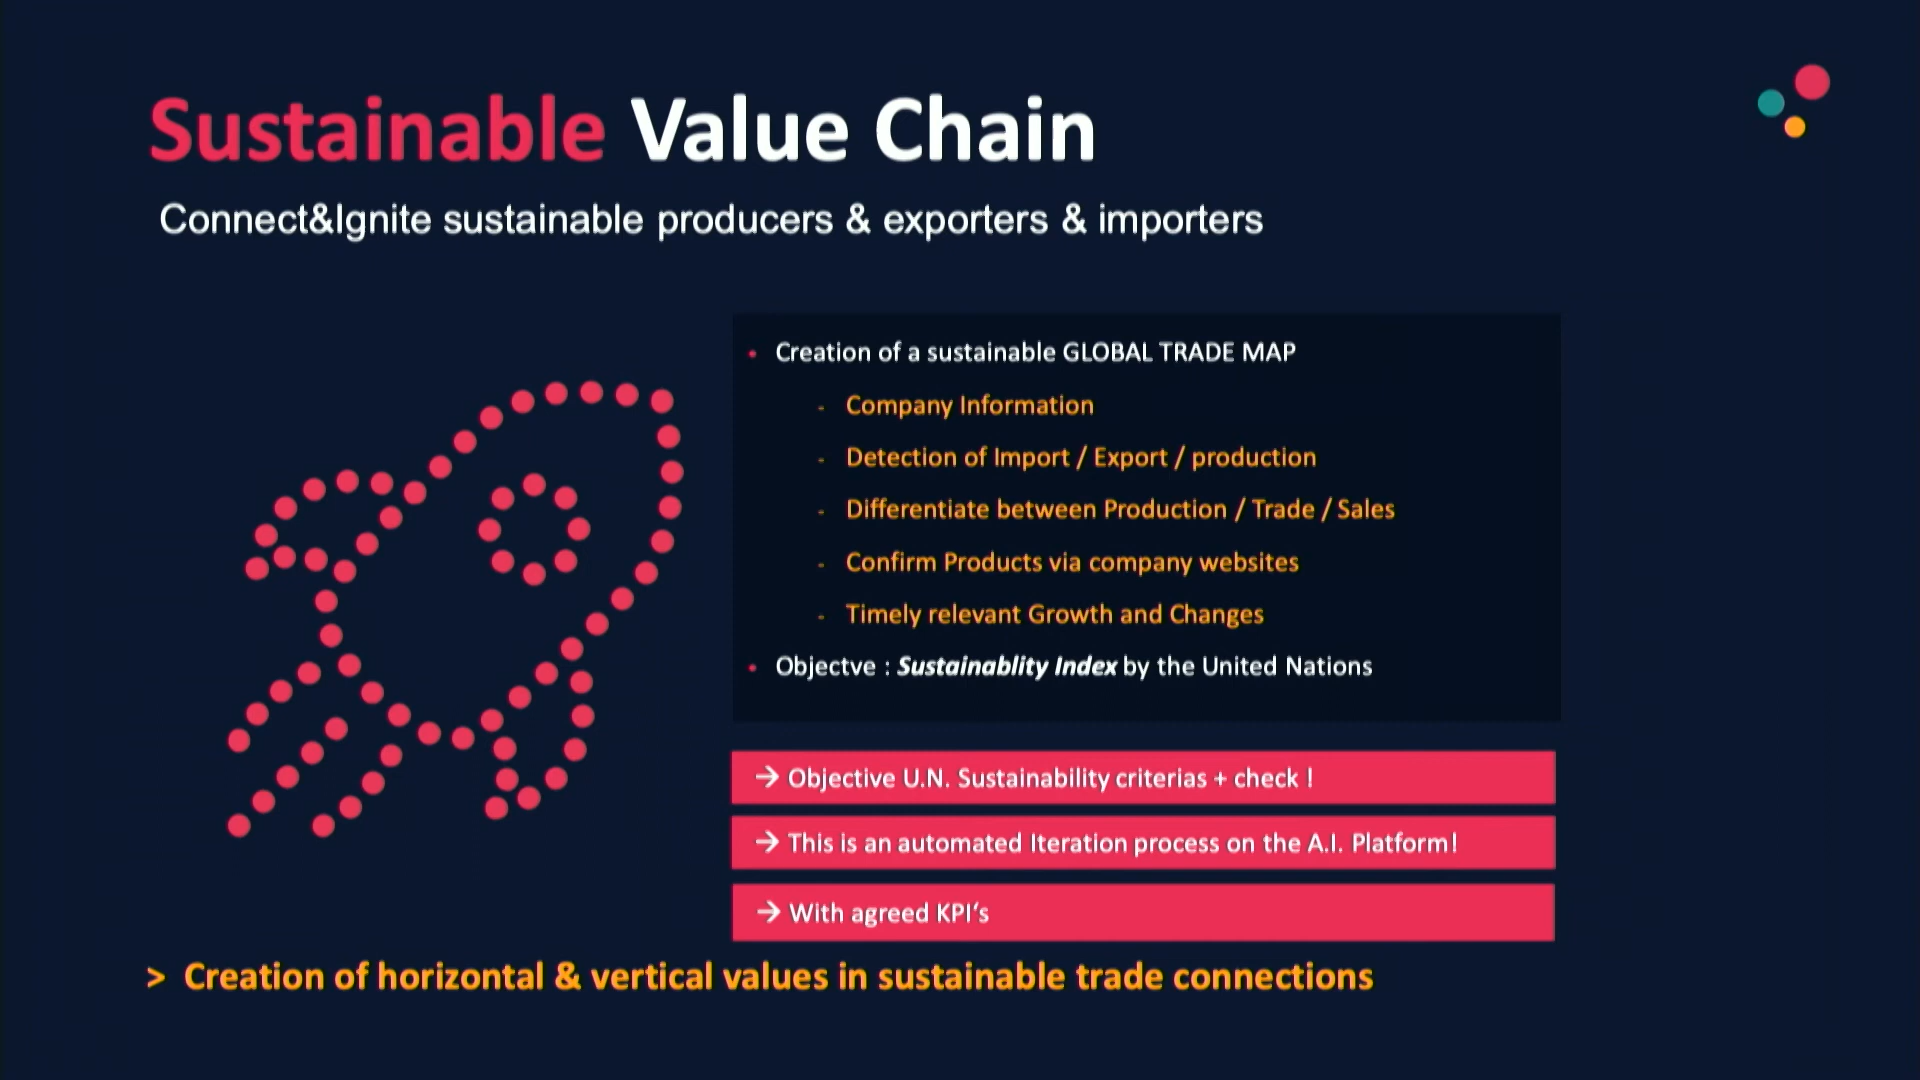 Sustainable Value Chain
Connect&Ignite sustainable producers & exporters & importers
• Creation of a sustainable GLOBAL TRADE MAP
- Company Information
- Detection of Import / Export / production
- Differentiate between Production / Trade / Sales
- Confirm Products via company websites
- Timely relevant Growth and Changes
• Objectve : Sustainablity Index by the United Nations
→ Objective U.N. Sustainability criterias + check !
→ This is an automated Iteration process on the A.I. Platform!
→ With agreed KPI‘s
> Creation of horizontal & vertical values in sustainable trade connections